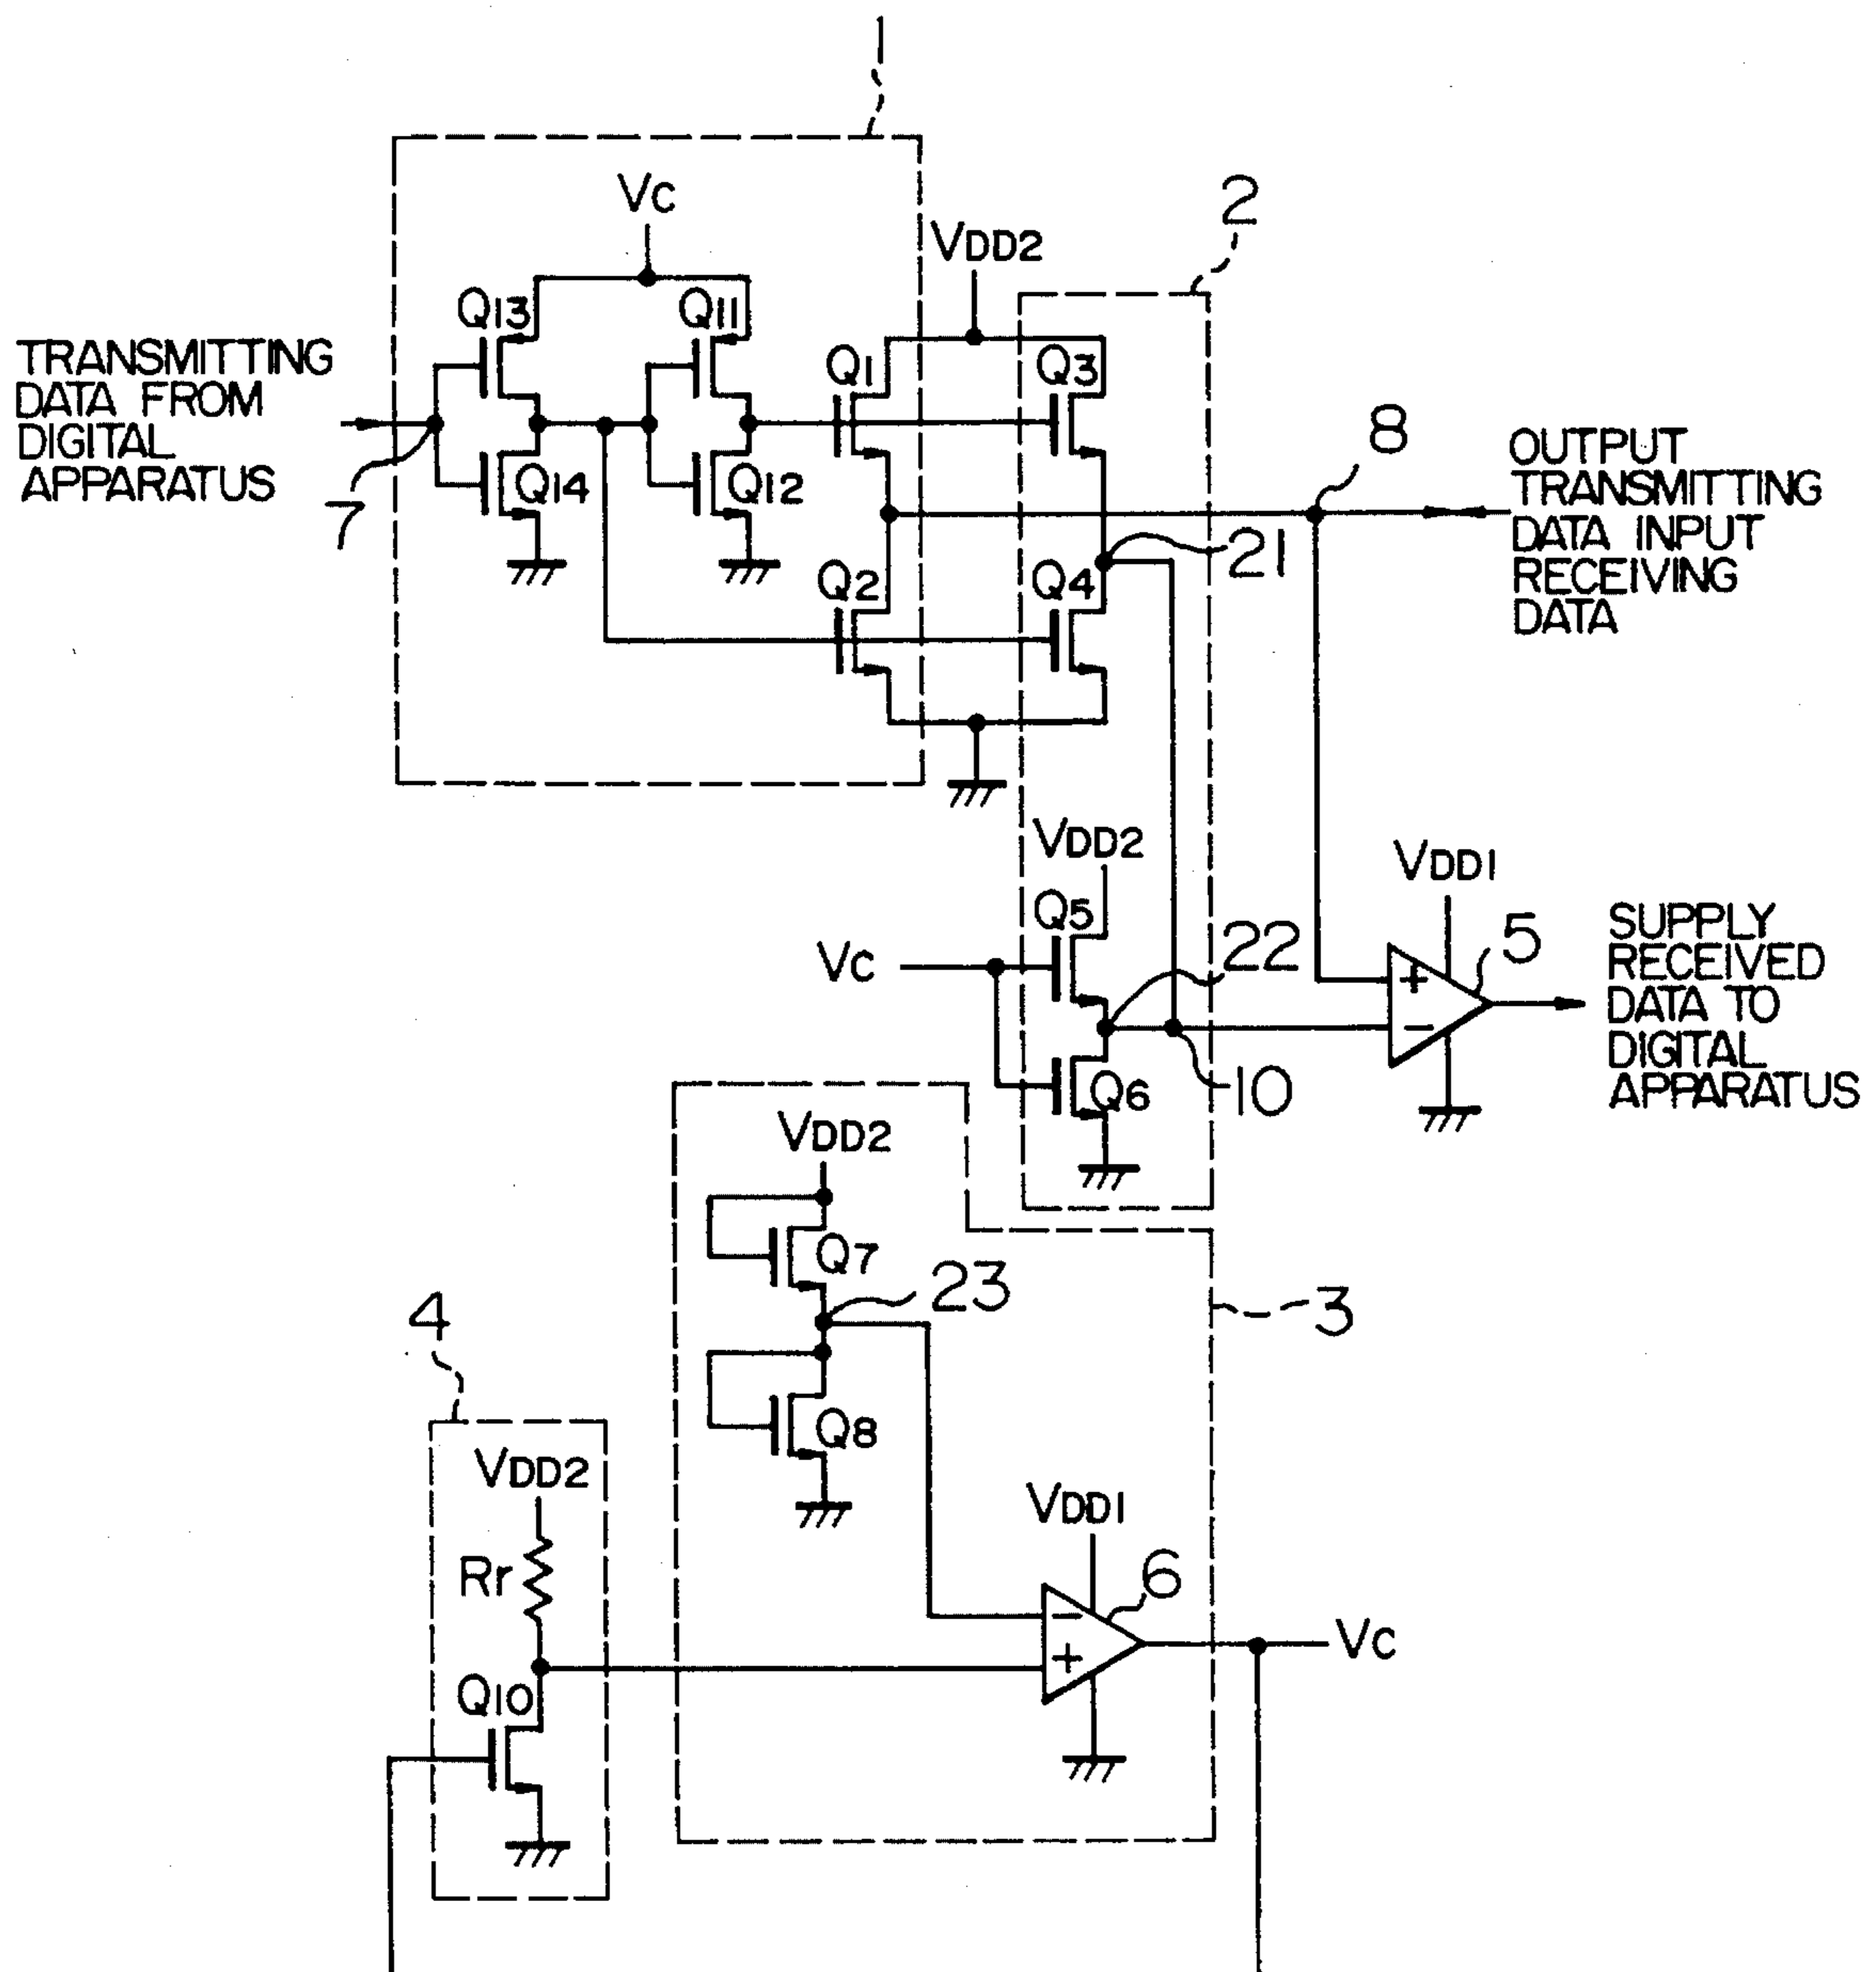 1
VC
VDD2
2
Q13
Q11
Q1
Q3
TRANSMITTING
DATA FROM
DIGITAL
APPARATUS
7
Q14
Q12
8
OUTPUT
TRANSMITTING
DATA INPUT
RECEIVING
DATA
21
Q2
Q4
VDD2
Q5
VC
22
VDD1
+
−
5
SUPPLY
RECEIVED
DATA TO
DIGITAL
APPARATUS
Q6
10
VDD2
Q7
23
3
4
Q8
VDD2
Rr
VDD1
6
−
+
VC
Q10